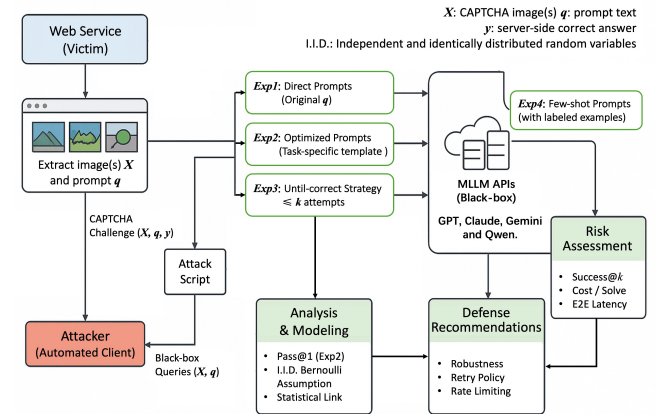 X: CAPTCHA image(s) q: prompt text
y: server-side correct answer
I.I.D.: Independent and identically distributed random variables
Web Service
(Victim)
Extract image(s) X
and prompt q
CAPTCHA
Challenge (X, q, y)
Attack
Script
Attacker
(Automated Client)
Black-box
Queries (X, q)
Exp1: Direct Prompts
(Original q)
Exp2: Optimized Prompts
(Task-specific template )
Exp3: Until-correct Strategy
⩽ k attempts
Exp4: Few-shot Prompts
(with labeled examples)
MLLM APIs
(Black-box)
GPT, Claude, Gemini
and Qwen.
Risk
Assessment
• Success@k
• Cost / Solve
• E2E Latency
Analysis
& Modeling
• Pass@1 (Exp2)
• I.I.D. Bernoulli
Assumption
• Statistical Link
Defense
Recommendations
• Robustness
• Retry Policy
• Rate Limiting